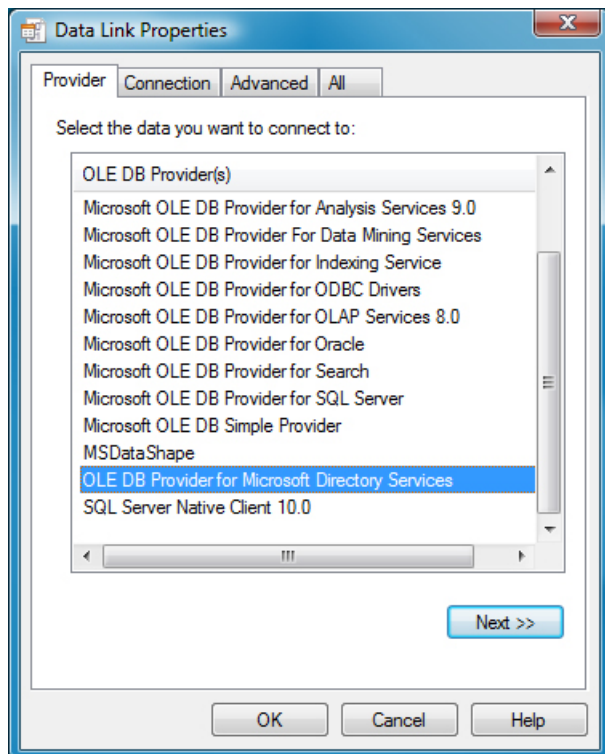 Data Link Properties
Provider Connection Advanced All
Select the data you want to connect to:
OLE DB Provider(s)
Microsoft OLE DB Provider for Analysis Services 9.0
Microsoft OLE DB Provider For Data Mining Services
Microsoft OLE DB Provider for Indexing Service
Microsoft OLE DB Provider for ODBC Drivers
Microsoft OLE DB Provider for OLAP Services 8.0
Microsoft OLE DB Provider for Oracle
Microsoft OLE DB Provider for Search
Microsoft OLE DB Provider for SQL Server
Microsoft OLE DB Simple Provider
MSDataShape
OLE DB Provider for Microsoft Directory Services
SQL Server Native Client 10.0
Next >>
OK Cancel Help